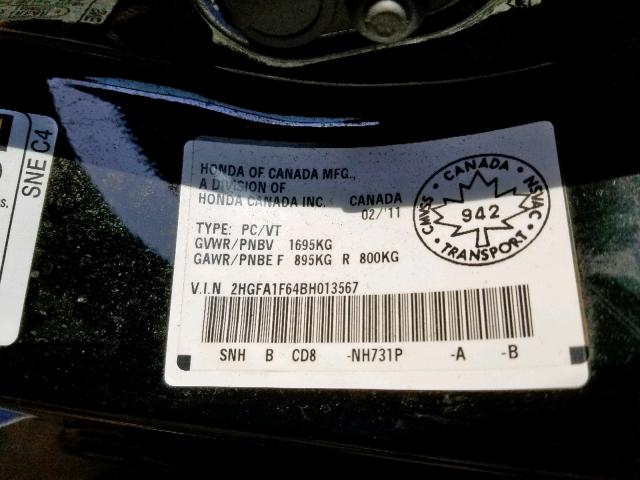 HONDA OF CANADA MFG.,
A DIVISION OF
HONDA CANADA INC. CANADA
02/'11
TYPE: PC/VT
GVWR/PNBV 1695KG
GAWR/PNBE F 895KG R 800KG
V.I.N 2HGFA1F64BH013567
SNH B CD8 -NH731P -A -B
CANADA
CMVSS 942 NSVAC
TRANSPORT
SNE C4
s.